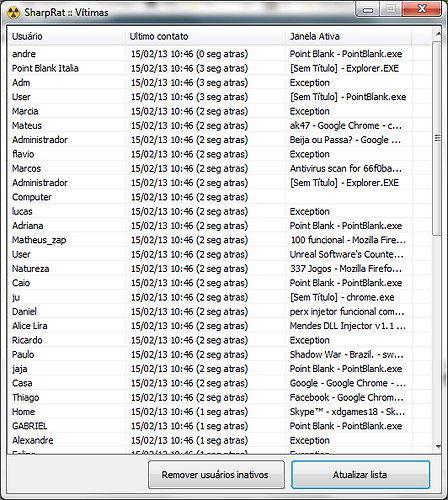 SharpRat :: Vítimas
Usuário Ultimo contato Janela Ativa
andre 15/02/13 10:46 (0 seg atras) Point Blank - PointBlank.exe
Point Blank Italia 15/02/13 10:46 (3 seg atras) [Sem Título] - Explorer.EXE
Adm 15/02/13 10:46 (3 seg atras) Exception
User 15/02/13 10:46 (3 seg atras) [Sem Título] - PointBlank.exe
Marcia 15/02/13 10:46 (2 seg atras) Exception
Mateus 15/02/13 10:46 (2 seg atras) ak47 - Google Chrome - c...
Administrador 15/02/13 10:46 (2 seg atras) Beija ou Passa? - Google ...
flavio 15/02/13 10:46 (2 seg atras) Exception
Marcos 15/02/13 10:46 (2 seg atras) Antivirus scan for 66f0ba...
Administrador 15/02/13 10:46 (2 seg atras) [Sem Título] - Explorer.EXE
Computer 15/02/13 10:46 (2 seg atras)
lucas 15/02/13 10:46 (2 seg atras) Exception
Adriana 15/02/13 10:46 (2 seg atras) Point Blank - PointBlank.exe
Matheus_zap 15/02/13 10:46 (2 seg atras) 100 funcional - Mozilla Fire...
User 15/02/13 10:46 (2 seg atras) Unreal Software's Counte...
Natureza 15/02/13 10:46 (2 seg atras) 337 Jogos - Mozilla Firefo...
Caio 15/02/13 10:46 (2 seg atras) Point Blank - PointBlank.exe
ju 15/02/13 10:46 (2 seg atras) [Sem Título] - chrome.exe
Daniel 15/02/13 10:46 (2 seg atras) perx injetor funcional com...
Alice Lira 15/02/13 10:46 (2 seg atras) Mendes DLL Injector v1.1 ...
Ricardo 15/02/13 10:46 (2 seg atras) Exception
Paulo 15/02/13 10:46 (2 seg atras) Shadow War - Brazil. - sw...
jaja 15/02/13 10:46 (2 seg atras) Point Blank - PointBlank.exe
Casa 15/02/13 10:46 (2 seg atras) Google - Google Chrome - ...
Thiago 15/02/13 10:46 (2 seg atras) Facebook - Google Chrom...
Home 15/02/13 10:46 (1 seg atras) Skype™ - xdgames18 - Sk...
GABRIEL 15/02/13 10:46 (1 seg atras) Point Blank - PointBlank.exe
Alexandre 15/02/13 10:46 (1 seg atras) Exception
15/02/13 10:46 (1 seg atras) Exception
Remover usuários inativos Atualizar lista